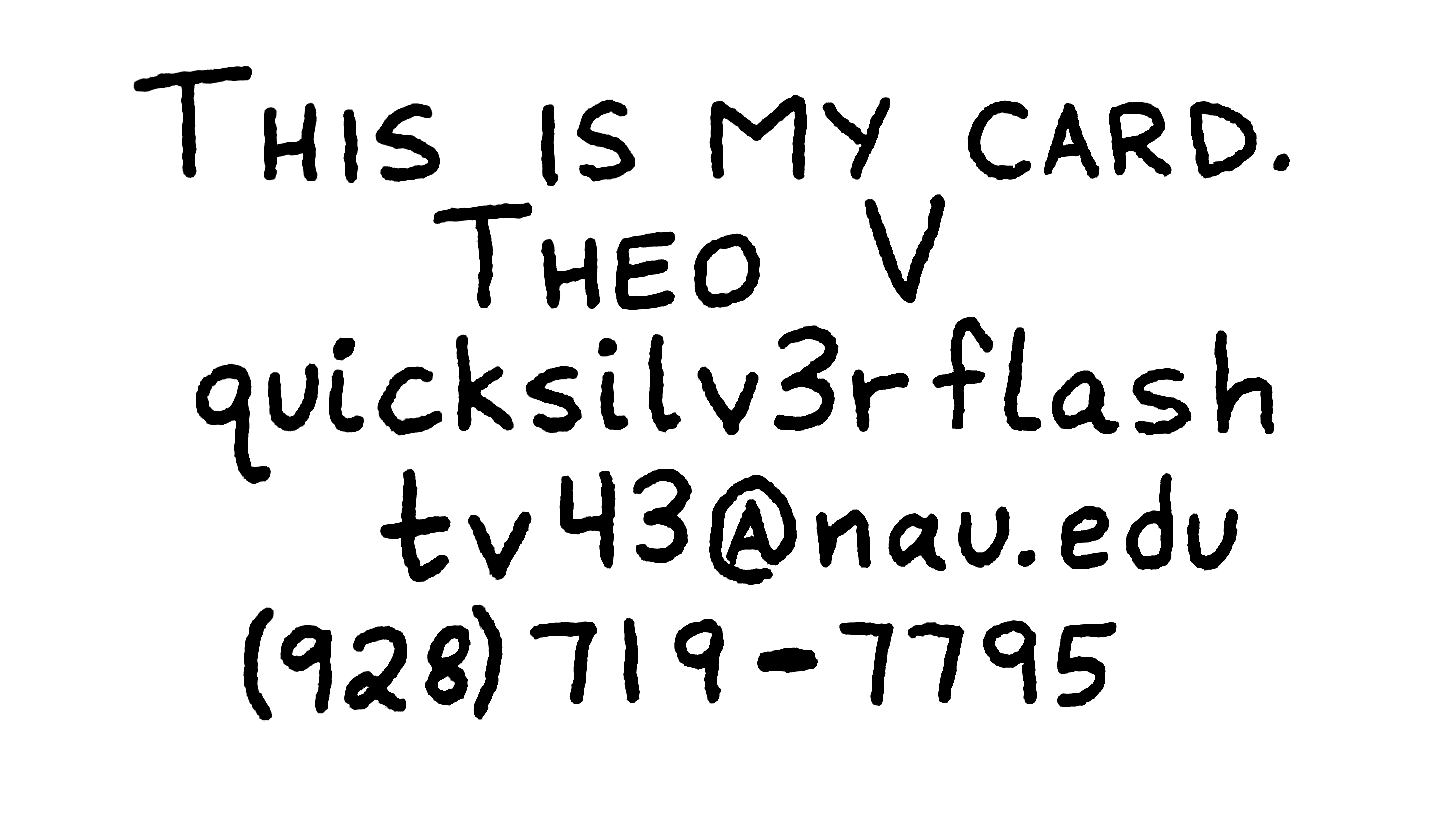 This is my card.
Theo V
quicksilv3rflash
tv43@nau.edu
(928)719-7795